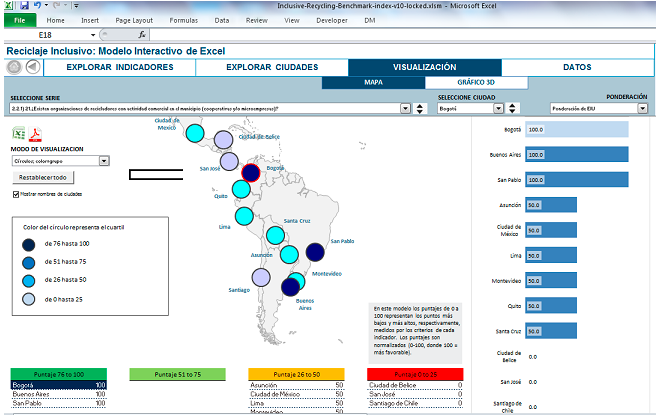 Inclusive-Recycling-Benchmark-index-v10-locked.xlsm - Microsoft Excel
File Home Insert Page Layout Formulas Data Review View Developer DM
E18 fx
Reciclaje Inclusivo: Modelo Interactivo de Excel
EXPLORAR INDICADORES EXPLORAR CIUDADES VISUALIZACIÓN DATOS
MAPA GRÁFICO 3D
SELECCIONE SERIE SELECCIONE CIUDAD PONDERACIÓN
2.2.1) 21.¿Existen organizaciones de recicladores con actividad comercial en el municipio (cooperativas y/o microempresas)? Bogotá Ponderación de EIU
MODO DE VISUALIZACION
Círculos; color=grupo
Restablecer todo
Mostrar nombres de ciudades
Color del círculo representa el cuartil
de 76 hasta 100
de 51 hasta 75
de 26 hasta 50
de 0 hasta 25
Ciudad de
México
Ciudad de Belice
San José
Bogotá
Quito
Lima
Santa Cruz
San Pablo
Asunción
Montevideo
Santiago
Buenos
Aires
En este modelo los puntajes de 0 a
100 representan los puntos más
bajos y más altos, respectivamente,
medidos por los criterios de cada
indicador. Los puntajes son
normalizados (0-100, donde 100 =
más favorable).
Bogotá 100.0
Buenos Aires 100.0
San Pablo 100.0
Asunción 50.0
Ciudad de
México 50.0
Lima 50.0
Montevideo 50.0
Quito 50.0
Santa Cruz 50.0
Ciudad de
Belice 0.0
San José 0.0
Santiago de
Chile 0.0
Puntaje 76 to 100 Puntaje 51 to 75 Puntaje 26 to 50 Puntaje 0 to 25
Bogotá 100 Asunción 50 Ciudad de Belice 0
Buenos Aires 100 Ciudad de México 50 San José 0
San Pablo 100 Lima 50 Santiago de Chile 0
Montevideo 50